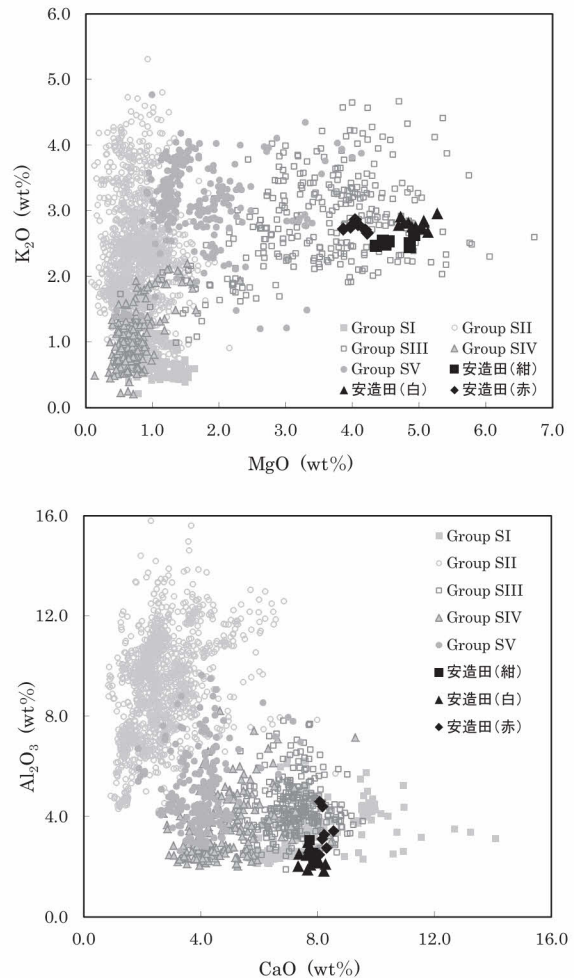 6.0
5.0
4.0
3.0
2.0
1.0
0.0
K₂O (wt%)
Group SI
Group SII
Group SIII
Group SIV
Group SV
安造田(紺)
安造田(白)
安造田(赤)
0.0 1.0 2.0 3.0 4.0 5.0 6.0 7.0
MgO (wt%)
16.0
12.0
8.0
4.0
0.0
Al₂O₃ (wt%)
Group SI
Group SII
Group SIII
Group SIV
Group SV
安造田(紺)
安造田(白)
安造田(赤)
0.0 4.0 8.0 12.0 16.0
CaO (wt%)